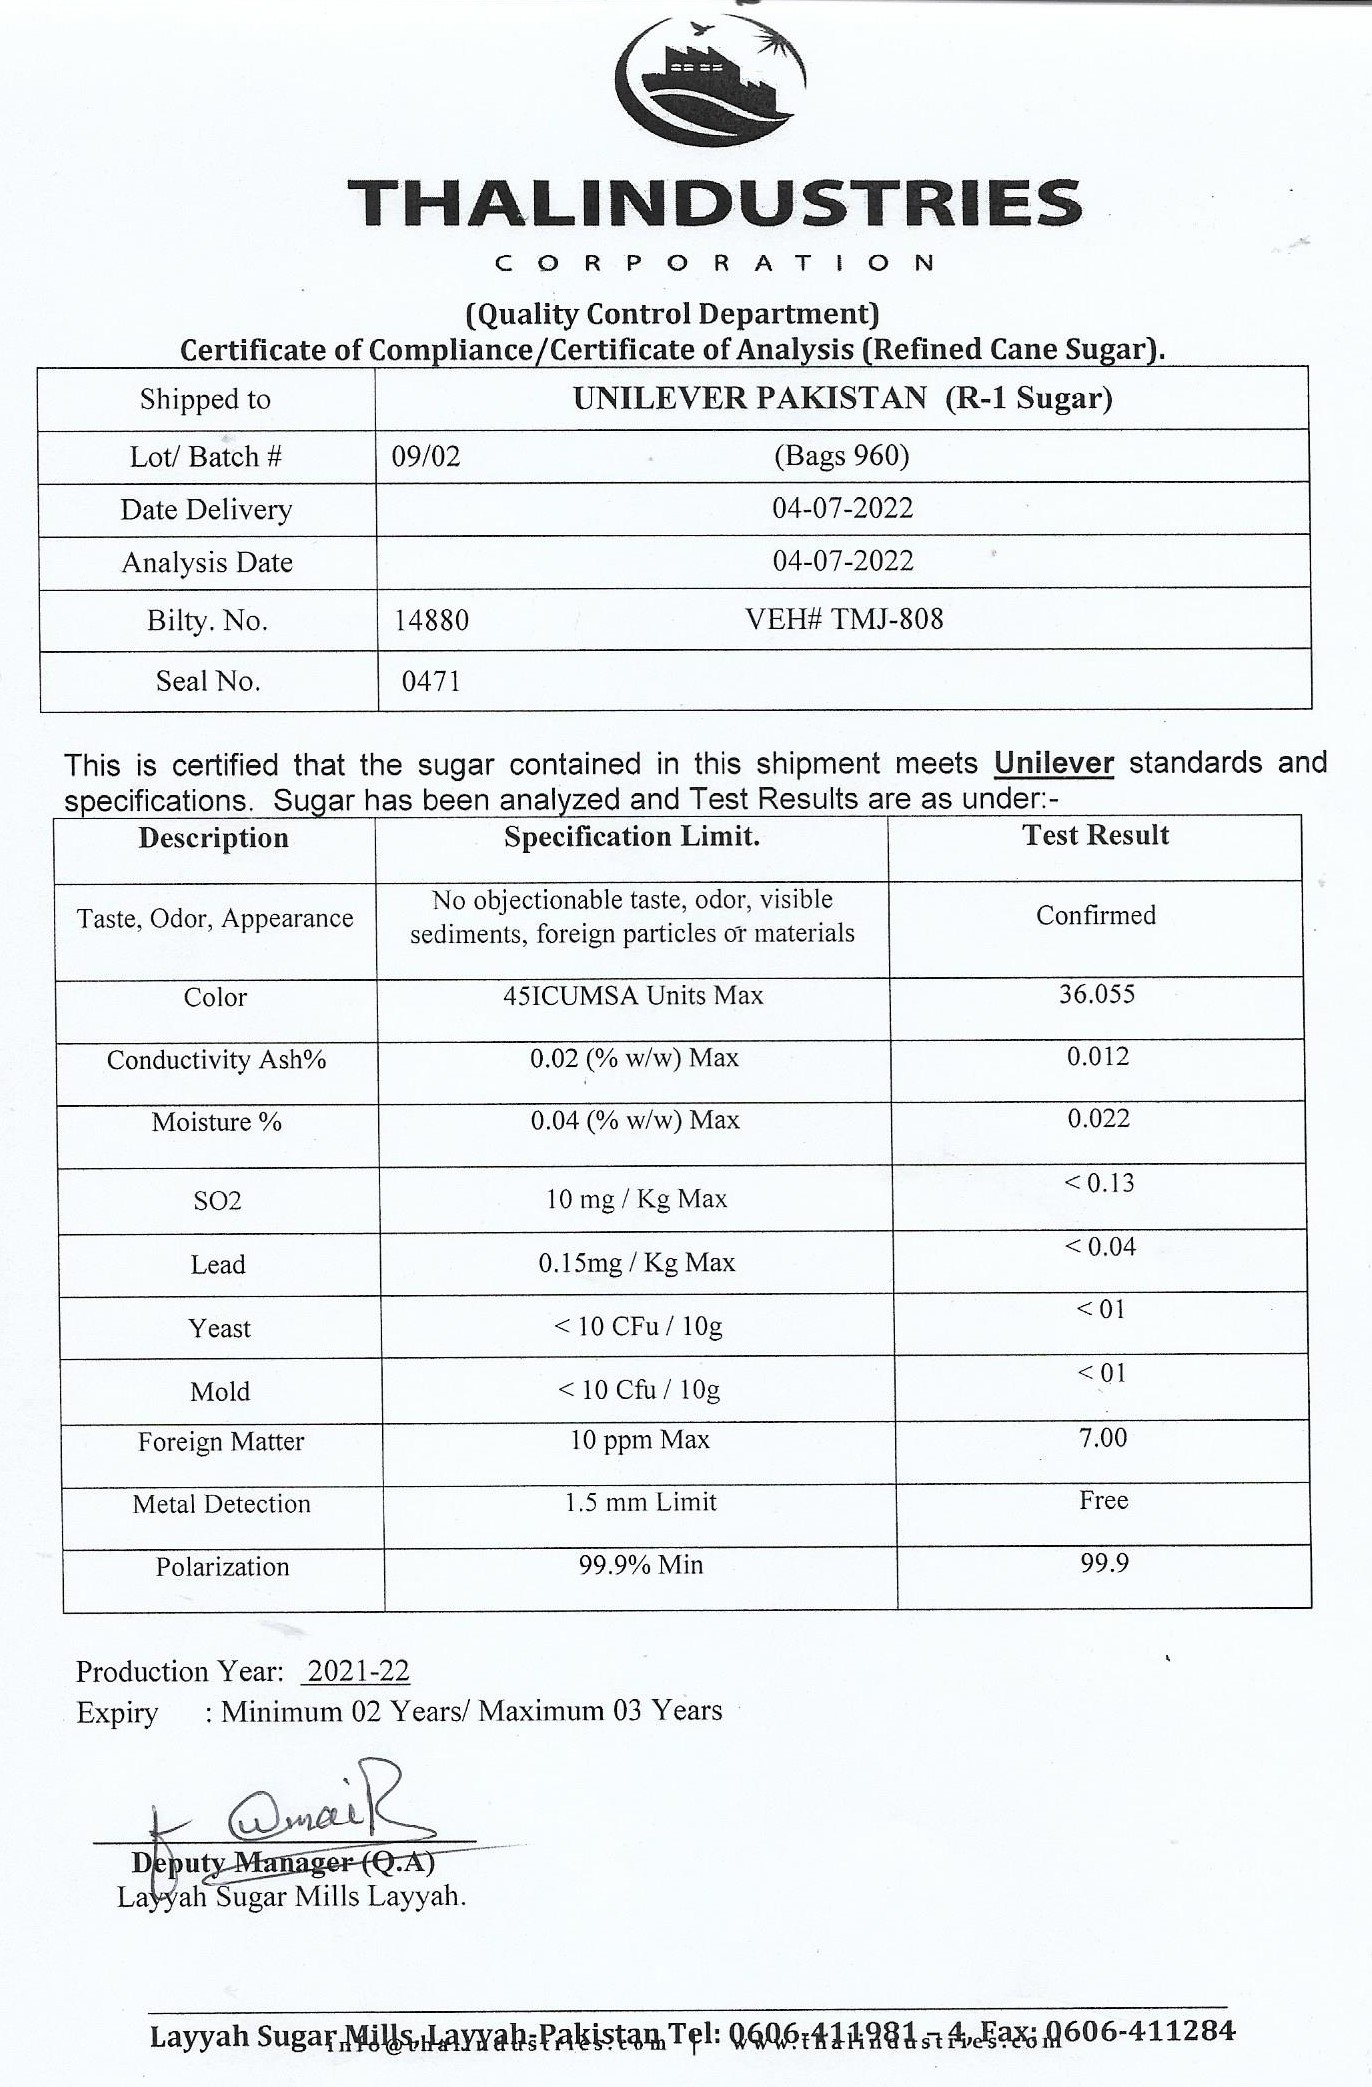 THALINDUSTRIES
CORPORATION
(Quality Control Department)
Certificate of Compliance/Certificate of Analysis (Refined Cane Sugar).
Shipped to UNILEVER PAKISTAN (R-1 Sugar)
Lot/ Batch # 09/02 (Bags 960)
Date Delivery 04-07-2022
Analysis Date 04-07-2022
Bilty. No. 14880 VEH# TMJ-808
Seal No. 0471
This is certified that the sugar contained in this shipment meets Unilever standards and
specifications. Sugar has been analyzed and Test Results are as under:-
Description Specification Limit. Test Result
Taste, Odor, Appearance No objectionable taste, odor, visible
sediments, foreign particles or materials Confirmed
Color 45ICUMSA Units Max 36.055
Conductivity Ash% 0.02 (% w/w) Max 0.012
Moisture % 0.04 (% w/w) Max 0.022
SO2 10 mg / Kg Max < 0.13
Lead 0.15mg / Kg Max < 0.04
Yeast < 10 CFu / 10g < 01
Mold < 10 Cfu / 10g < 01
Foreign Matter 10 ppm Max 7.00
Metal Detection 1.5 mm Limit Free
Polarization 99.9% Min 99.9
Production Year: 2021-22
Expiry : Minimum 02 Years/ Maximum 03 Years
Deputy Manager (Q.A)
Layyah Sugar Mills Layyah.
Layyah Sugar Mills, Layyah-Pakistan Tel: 0606-411981 – 4, Fax: 0606-411284
info@thalindustries.com | www.thalindustries.com